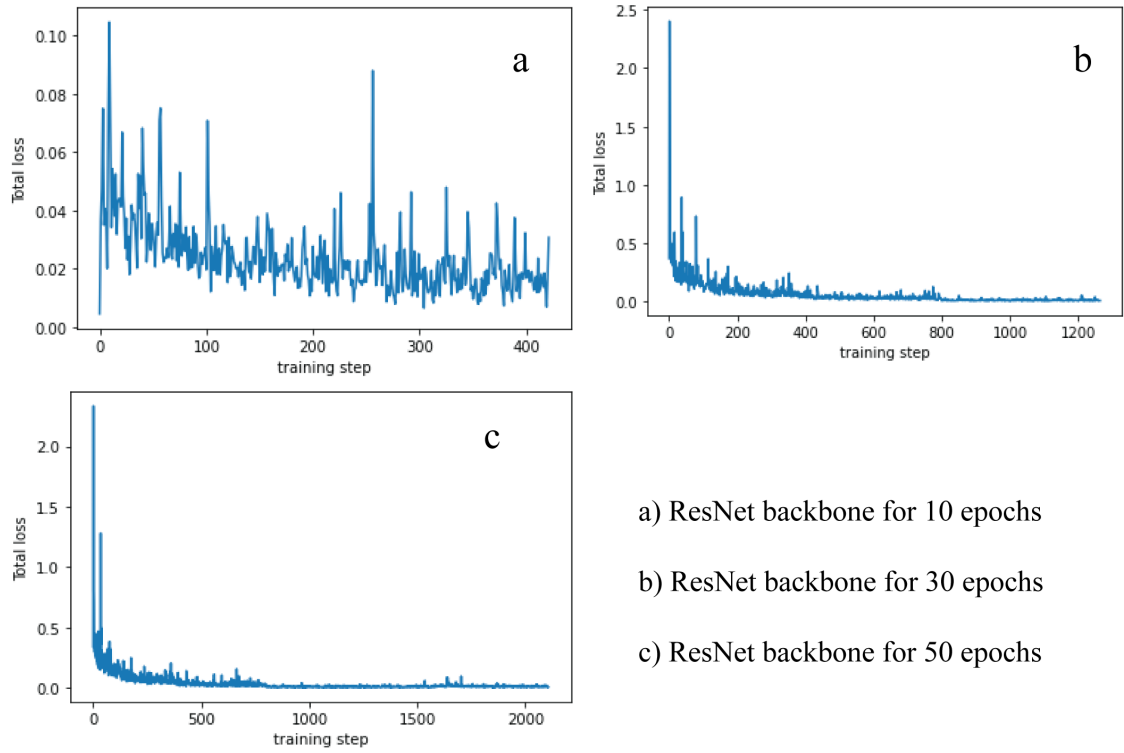 a
0.10
0.08
0.06
0.04
0.02
0.00
Total loss
0
100
200
300
400
training step
b
2.5
2.0
1.5
1.0
0.5
0.0
Total loss
0
200
400
600
800
1000
1200
training step
c
2.0
1.5
1.0
0.5
0.0
Total loss
0
500
1000
1500
2000
training step
a) ResNet backbone for 10 epochs
b) ResNet backbone for 30 epochs
c) ResNet backbone for 50 epochs